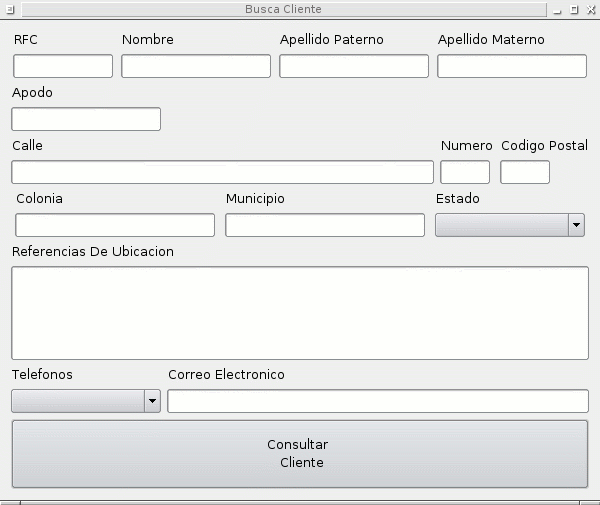 Busca Cliente
RFC Nombre Apellido Paterno Apellido Materno
Apodo
Calle Numero Codigo Postal
Colonia Municipio Estado
Referencias De Ubicacion
Telefonos Correo Electronico
Consultar
Cliente